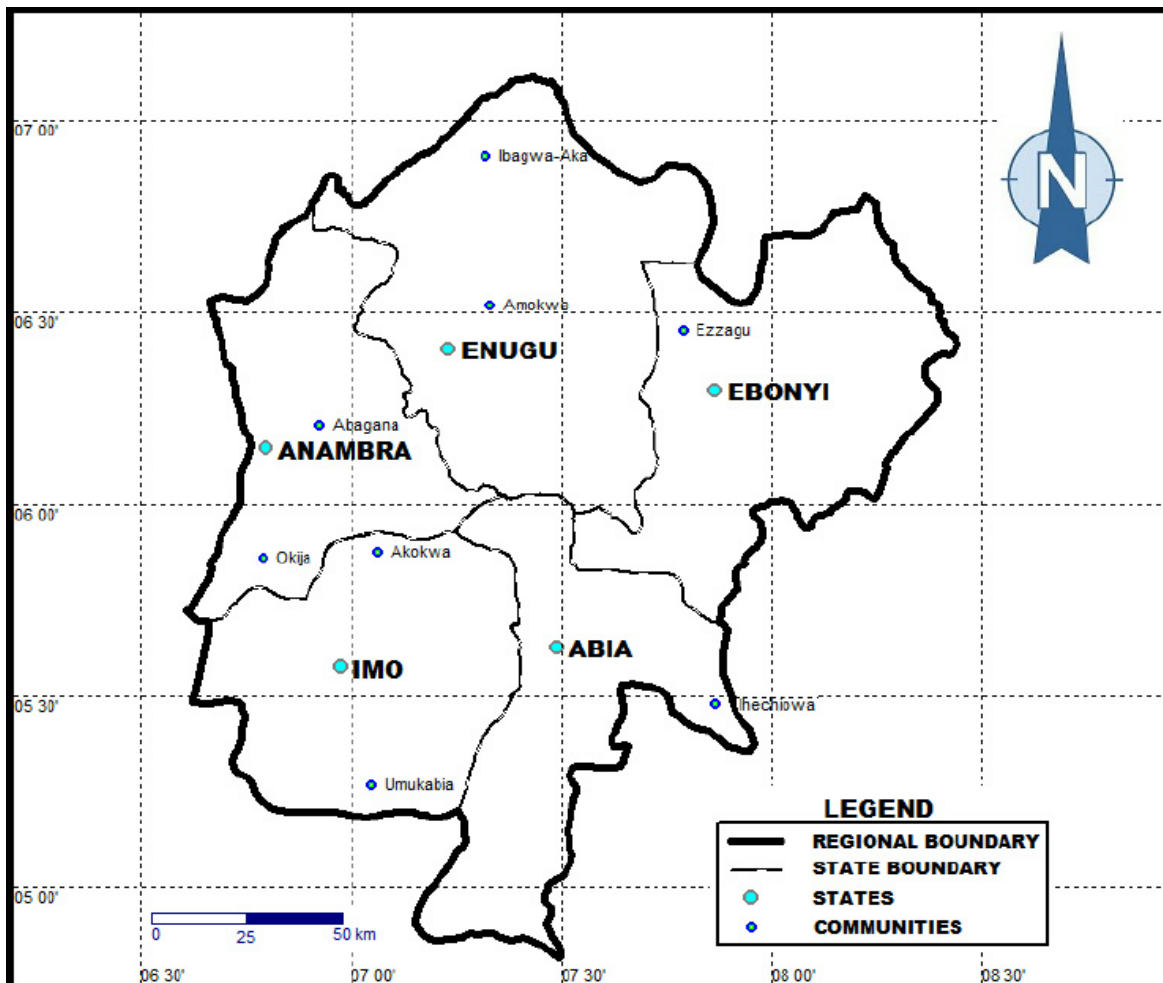 N
07 00'
Ibagwa-Aka
06 30'
Amokwe
Ezzagu
ENUGU
EBONYI
Abagana
ANAMBRA
06 00'
Okija
Akokwa
ABIA
IMO
05 30'
Ihechiowa
Umukabia
LEGEND
REGIONAL BOUNDARY
STATE BOUNDARY
STATES
COMMUNITIES
05 00'
0 25 50 km
06 30' 07 00' 07 30' 08 00' 08 30'